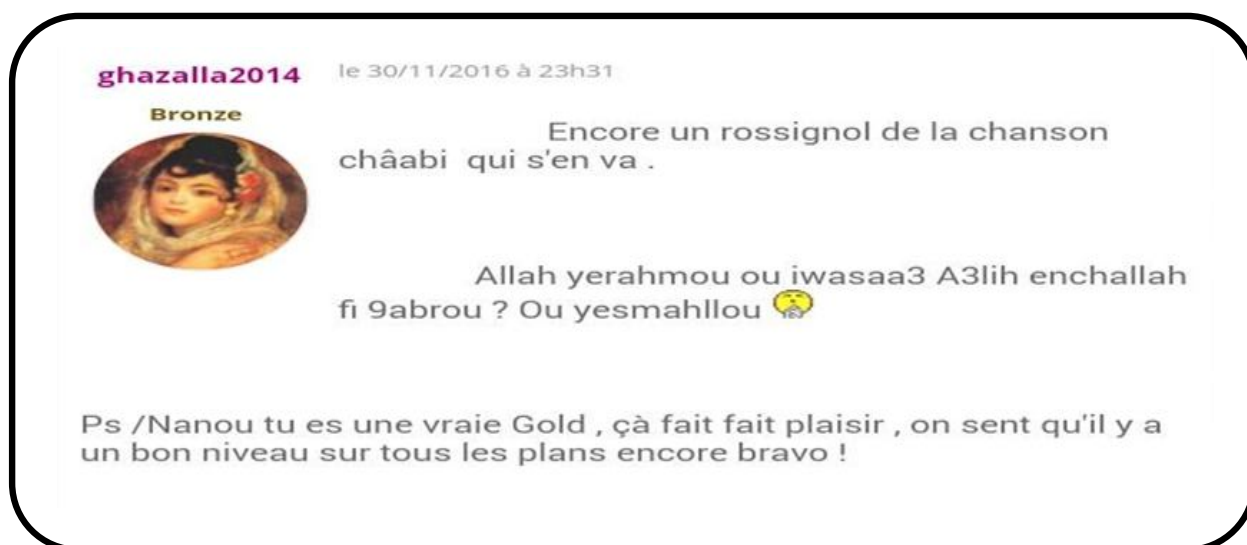 ghazalla2014 le 30/11/2016 à 23h31
Bronze
Encore un rossignol de la chanson
châabi qui s'en va .
Allah yerahmou ou iwasaa3 A3lih enchallah
fi 9abrou ? Ou yesmahllou
Ps /Nanou tu es une vraie Gold , çà fait fait plaisir , on sent qu'il y a
un bon niveau sur tous les plans encore bravo !